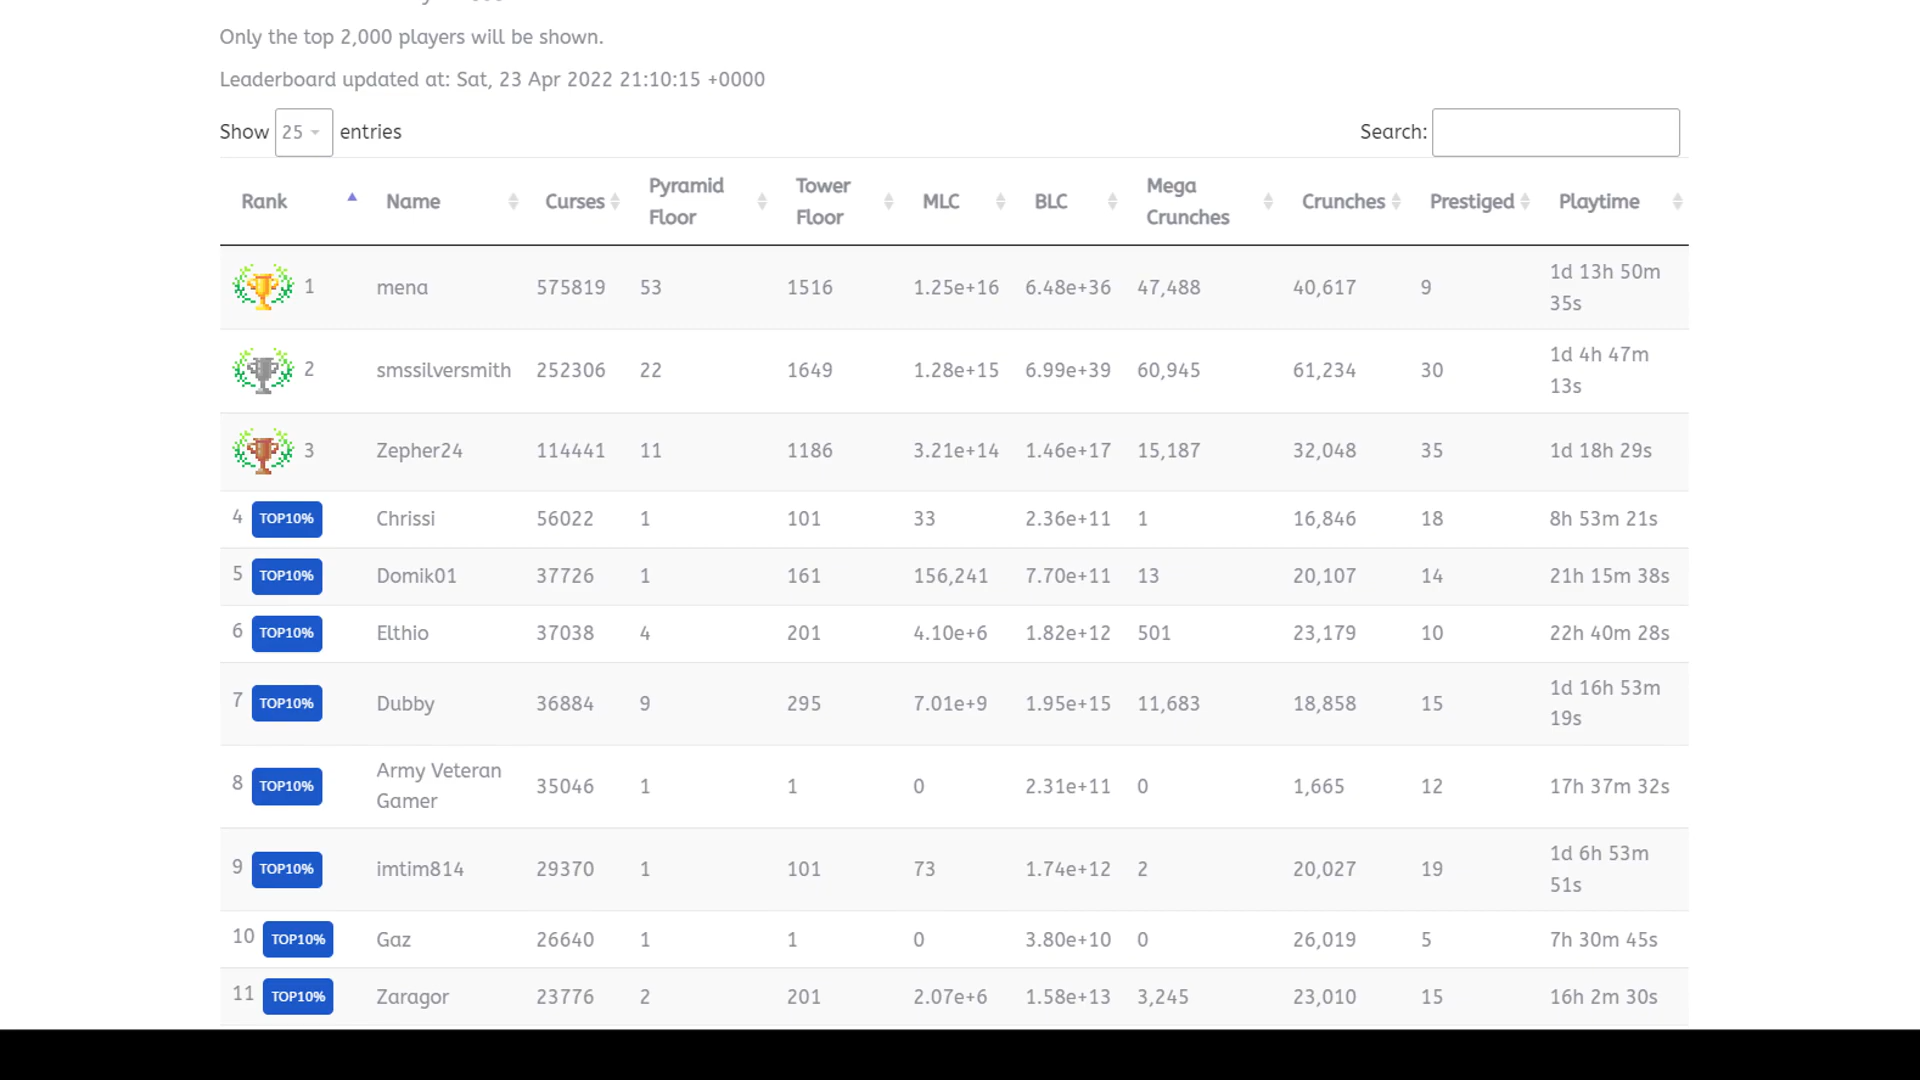 Only the top 2,000 players will be shown.
Leaderboard updated at: Sat, 23 Apr 2022 21:10:15 +0000
Show 25 entries Search:
Rank Name Curses Pyramid Floor Tower Floor MLC BLC Mega Crunches Crunches Prestiged Playtime
1 mena 575819 53 1516 1.25e+16 6.48e+36 47,488 40,617 9 1d 13h 50m 35s
2 smssilversmith 252306 22 1649 1.28e+15 6.99e+39 60,945 61,234 30 1d 4h 47m 13s
3 Zepher24 114441 11 1186 3.21e+14 1.46e+17 15,187 32,048 35 1d 18h 29s
4 TOP10% Chrissi 56022 1 101 33 2.36e+11 1 16,846 18 8h 53m 21s
5 TOP10% Domik01 37726 1 161 156,241 7.70e+11 13 20,107 14 21h 15m 38s
6 TOP10% Elthio 37038 4 201 4.10e+6 1.82e+12 501 23,179 10 22h 40m 28s
7 TOP10% Dubby 36884 9 295 7.01e+9 1.95e+15 11,683 18,858 15 1d 16h 53m 19s
8 TOP10% Army Veteran Gamer 35046 1 1 0 2.31e+11 0 1,665 12 17h 37m 32s
9 TOP10% imtim814 29370 1 101 73 1.74e+12 2 20,027 19 1d 6h 53m 51s
10 TOP10% Gaz 26640 1 1 0 3.80e+10 0 26,019 5 7h 30m 45s
11 TOP10% Zaragor 23776 2 201 2.07e+6 1.58e+13 3,245 23,010 15 16h 2m 30s